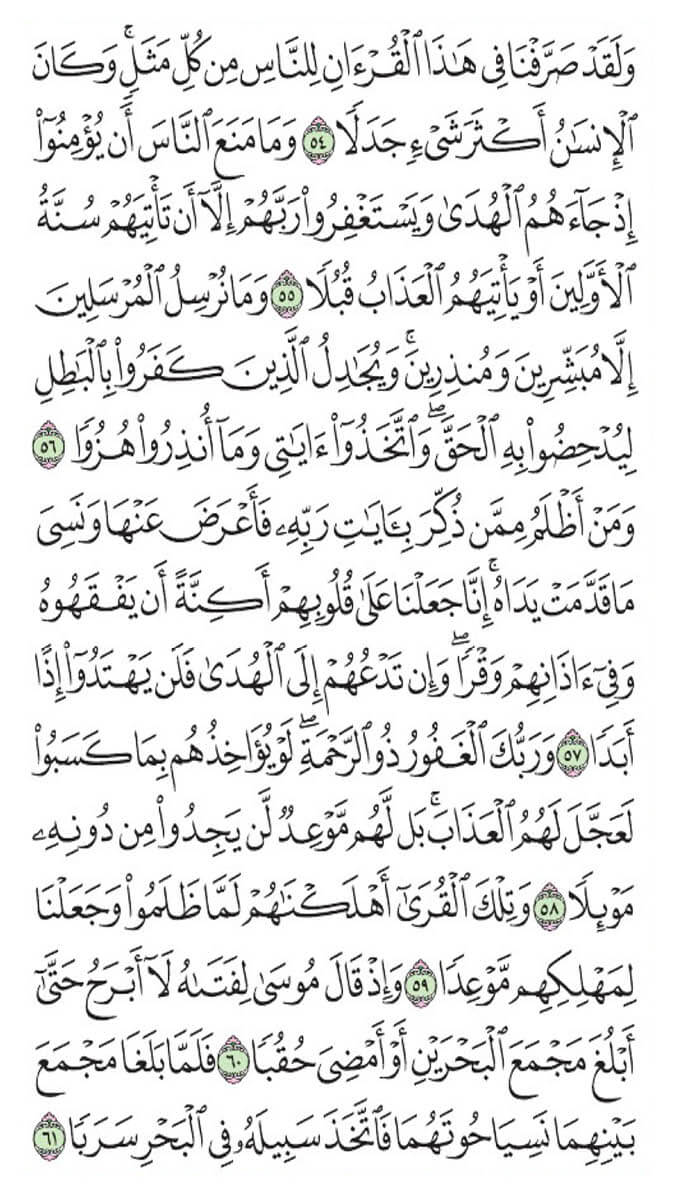 وَلَقَدْ صَرَّفْنَا فِي هَٰذَا ٱلْقُرْءَانِ لِلنَّاسِ مِن كُلِّ مَثَلٍۚ وَكَانَ
ٱلْإِنسَٰنُ أَكْثَرَ شَيْءٍ جَدَلًا ٥٤ وَمَا مَنَعَ ٱلنَّاسَ أَن يُؤْمِنُوٓا۟
إِذْ جَآءَهُمُ ٱلْهُدَىٰ وَيَسْتَغْفِرُوا۟ رَبَّهُمْ إِلَّآ أَن تَأْتِيَهُمْ سُنَّةُ
ٱلْأَوَّلِينَ أَوْ يَأْتِيَهُمُ ٱلْعَذَابُ قُبُلًا ٥٥ وَمَا نُرْسِلُ ٱلْمُرْسَلِينَ
إِلَّا مُبَشِّرِينَ وَمُنذِرِينَۚ وَيُجَٰدِلُ ٱلَّذِينَ كَفَرُوا۟ بِٱلْبَٰطِلِ
لِيُدْحِضُوا۟ بِهِ ٱلْحَقَّۖ وَٱتَّخَذُوٓا۟ ءَايَٰتِي وَمَآ أُنذِرُوا۟ هُزُوًا ٥٦
وَمَنْ أَظْلَمُ مِمَّن ذُكِّرَ بِـَٔايَٰتِ رَبِّهِۦ فَأَعْرَضَ عَنْهَا وَنَسِيَ
مَا قَدَّمَتْ يَدَاهُۚ إِنَّا جَعَلْنَا عَلَىٰ قُلُوبِهِمْ أَكِنَّةً أَن يَفْقَهُوهُ
وَفِيٓ ءَاذَانِهِمْ وَقْرًاۖ وَإِن تَدْعُهُمْ إِلَى ٱلْهُدَىٰ فَلَن يَهْتَدُوٓا۟ إِذًا
أَبَدًا ٥٧ وَرَبُّكَ ٱلْغَفُورُ ذُو ٱلرَّحْمَةِۖ لَوْ يُؤَاخِذُهُم بِمَا كَسَبُوا۟
لَعَجَّلَ لَهُمُ ٱلْعَذَابَۚ بَل لَّهُم مَّوْعِدٌ لَّن يَجِدُوا۟ مِن دُونِهِۦ
مَوْئِلًا ٥٨ وَتِلْكَ ٱلْقُرَىٰٓ أَهْلَكْنَٰهُمْ لَمَّا ظَلَمُوا۟ وَجَعَلْنَا
لِمَهْلِكِهِم مَّوْعِدًا ٥٩ وَإِذْ قَالَ مُوسَىٰ لِفَتَىٰهُ لَآ أَبْرَحُ حَتَّىٰٓ
أَبْلُغَ مَجْمَعَ ٱلْبَحْرَيْنِ أَوْ أَمْضِيَ حُقُبًا ٦٠ فَلَمَّا بَلَغَا مَجْمَعَ
بَيْنِهِمَا نَسِيَا حُوتَهُمَا فَٱتَّخَذَ سَبِيلَهُۥ فِي ٱلْبَحْرِ سَرَبًا ٦١